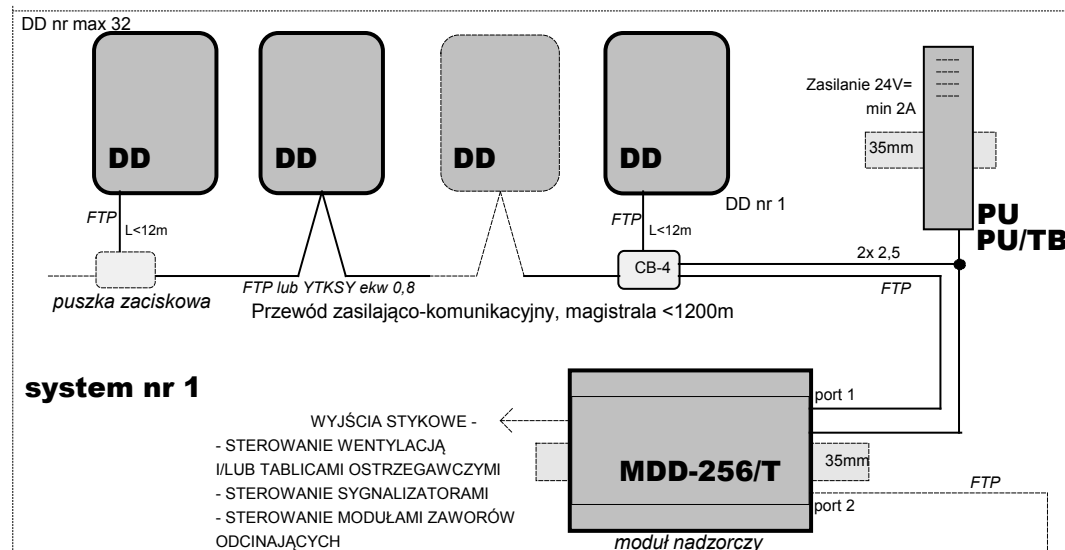 DD nr max 32
DD
DD
DD
DD
Zasilanie 24V=
min 2A
35mm
FTP
L<12m
FTP
L<12m
DD nr 1
PU
PU/TB
CB-4
2x 2,5
FTP
puszka zaciskowa
FTP lub YTKSY ekw 0,8
Przewód zasilająco-komunikacyjny, magistrala <1200m
system nr 1
port 1
WYJŚCIA STYKOWE -
- STEROWANIE WENTYLACJĄ
I/LUB TABLICAMI OSTRZEGAWCZYMI
- STEROWANIE SYGNALIZATORAMI
- STEROWANIE MODUŁAMI ZAWORÓW
ODCINAJĄCYCH
MDD-256/T
35mm
FTP
port 2
moduł nadzorczy